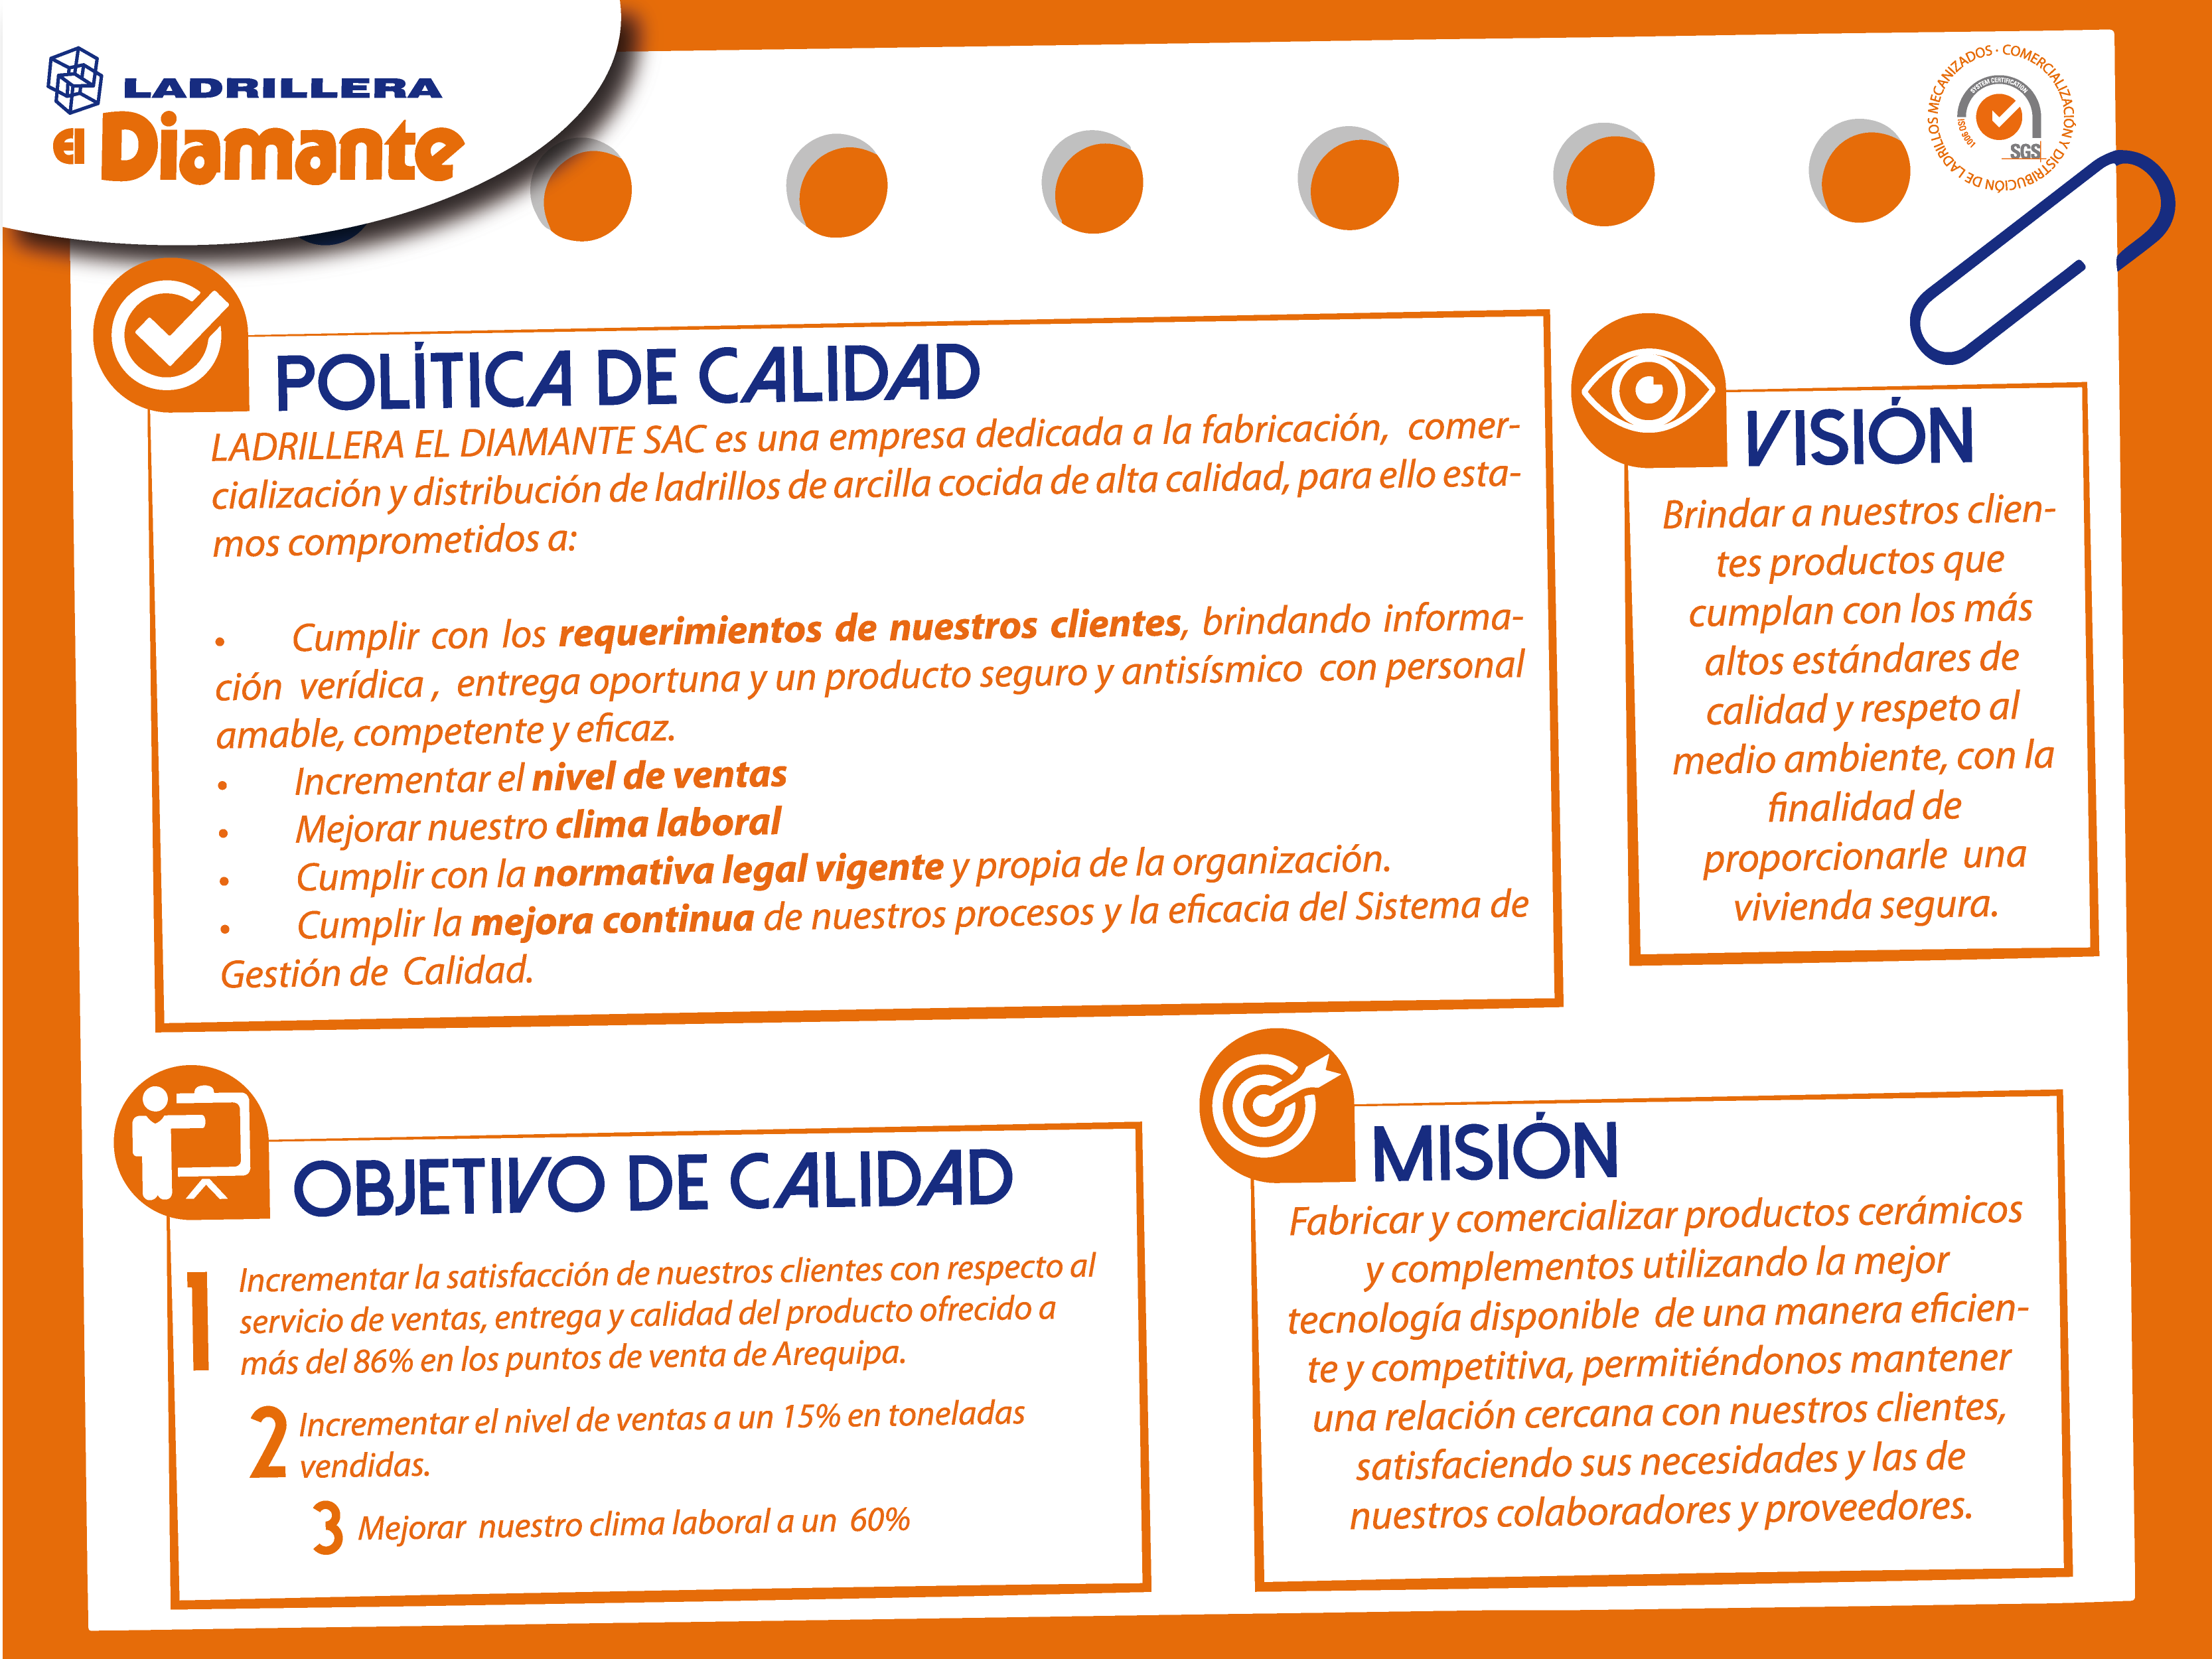 LADRILLERA
El Diamante
LADRILLOS MECANIZADOS · COMERCIALIZACIÓN Y DISTRIBUCIÓN DE
SYSTEM CERTIFICATION
ISO 9001
SGS
POLÍTICA DE CALIDAD
LADRILLERA EL DIAMANTE SAC es una empresa dedicada a la fabricación, comer-
cialización y distribución de ladrillos de arcilla cocida de alta calidad, para ello esta-
mos comprometidos a:
• Cumplir con los requerimientos de nuestros clientes, brindando informa-
ción verídica , entrega oportuna y un producto seguro y antisísmico con personal
amable, competente y eficaz.
• Incrementar el nivel de ventas
• Mejorar nuestro clima laboral
• Cumplir con la normativa legal vigente y propia de la organización.
• Cumplir la mejora continua de nuestros procesos y la eficacia del Sistema de
Gestión de Calidad.
VISIÓN
Brindar a nuestros clien-
tes productos que
cumplan con los más
altos estándares de
calidad y respeto al
medio ambiente, con la
finalidad de
proporcionarle una
vivienda segura.
OBJETIVO DE CALIDAD
1 Incrementar la satisfacción de nuestros clientes con respecto al
servicio de ventas, entrega y calidad del producto ofrecido a
más del 86% en los puntos de venta de Arequipa.
2 Incrementar el nivel de ventas a un 15% en toneladas
vendidas.
3 Mejorar nuestro clima laboral a un 60%
MISIÓN
Fabricar y comercializar productos cerámicos
y complementos utilizando la mejor
tecnología disponible de una manera eficien-
te y competitiva, permitiéndonos mantener
una relación cercana con nuestros clientes,
satisfaciendo sus necesidades y las de
nuestros colaboradores y proveedores.